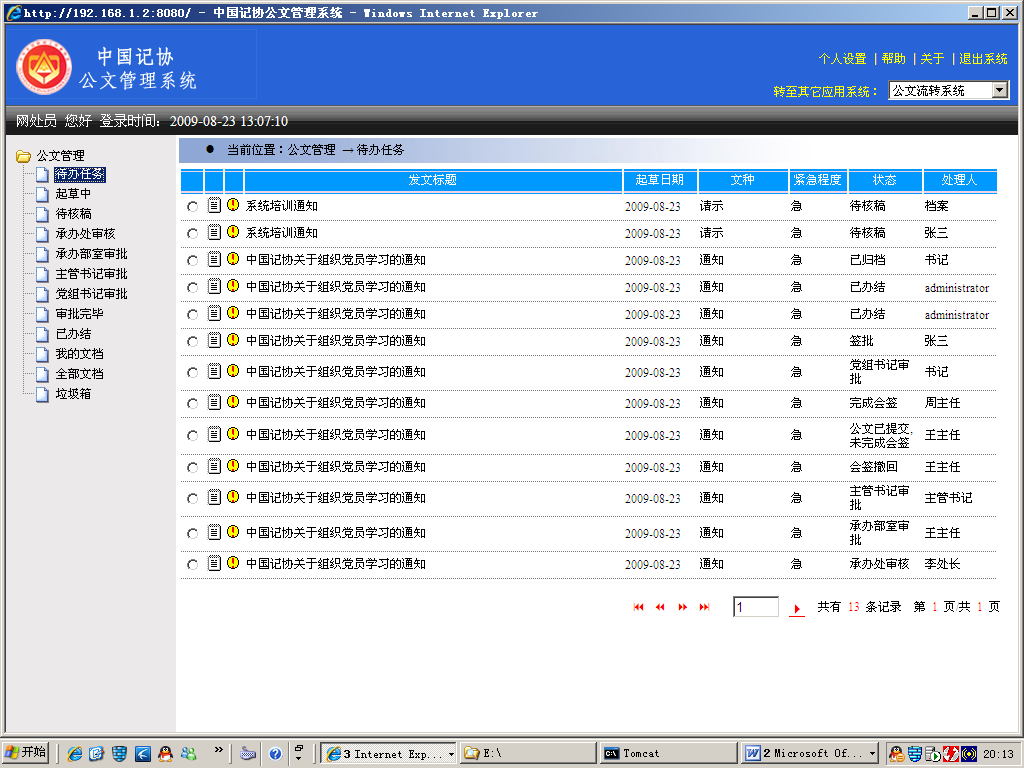 http://192.168.1.2:8080/ - 中国记协公文管理系统 - Windows Internet Explorer
中国记协
公文管理系统
个人设置 |帮助 |关于 |退出系统
转至其它应用系统： 公文流转系统
网处员 您好 登录时间： 2009-08-23 13:07:10
公文管理
待办任务
起草中
待核稿
承办处审核
承办部室审批
主管书记审批
党组书记审批
审批完毕
已办结
我的文档
全部文档
垃圾箱
● 当前位置：公文管理 →待办任务
发文标题 起草日期 文种 紧急程度 状态 处理人
系统培训通知 2009-08-23 请示 急 待核稿 档案
系统培训通知 2009-08-23 请示 急 待核稿 张三
中国记协关于组织党员学习的通知 2009-08-23 通知 急 已归档 书记
中国记协关于组织党员学习的通知 2009-08-23 通知 急 已办结 administrator
中国记协关于组织党员学习的通知 2009-08-23 通知 急 已办结 administrator
中国记协关于组织党员学习的通知 2009-08-23 通知 急 签批 张三
中国记协关于组织党员学习的通知 2009-08-23 通知 急 党组书记审批 书记
中国记协关于组织党员学习的通知 2009-08-23 通知 急 完成会签 周主任
中国记协关于组织党员学习的通知 2009-08-23 通知 急 公文已提交,未完成会签 王主任
中国记协关于组织党员学习的通知 2009-08-23 通知 急 会签撤回 王主任
中国记协关于组织党员学习的通知 2009-08-23 通知 急 主管书记审批 主管书记
中国记协关于组织党员学习的通知 2009-08-23 通知 急 承办部室审批 王主任
中国记协关于组织党员学习的通知 2009-08-23 通知 急 承办处审核 李处长
1 共有 13 条记录 第 1 页/共 1 页
开始 » 3 Internet Exp... E:\ Tomcat 2 Microsoft Of... 20:13